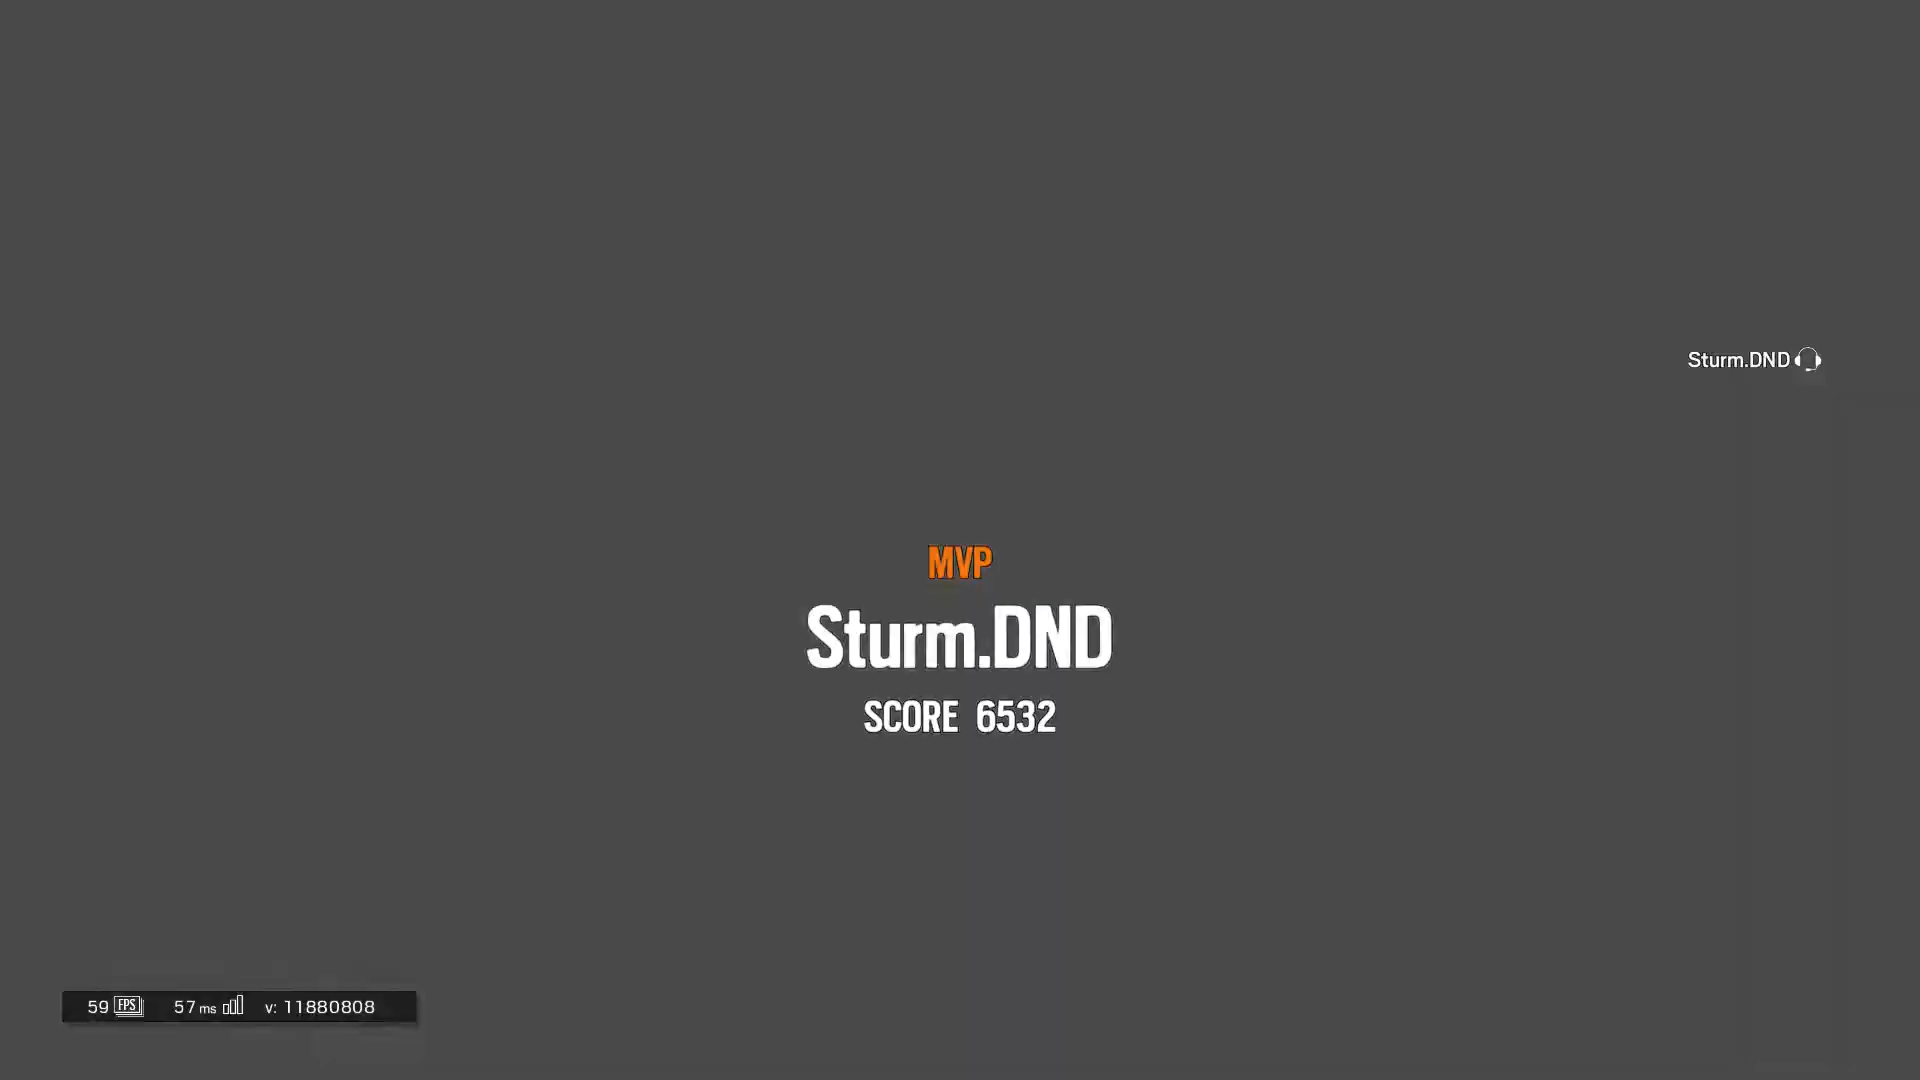 Sturm.DND
MVP
Sturm.DND
SCORE 6532
59 FPS 57 ms v: 11880808